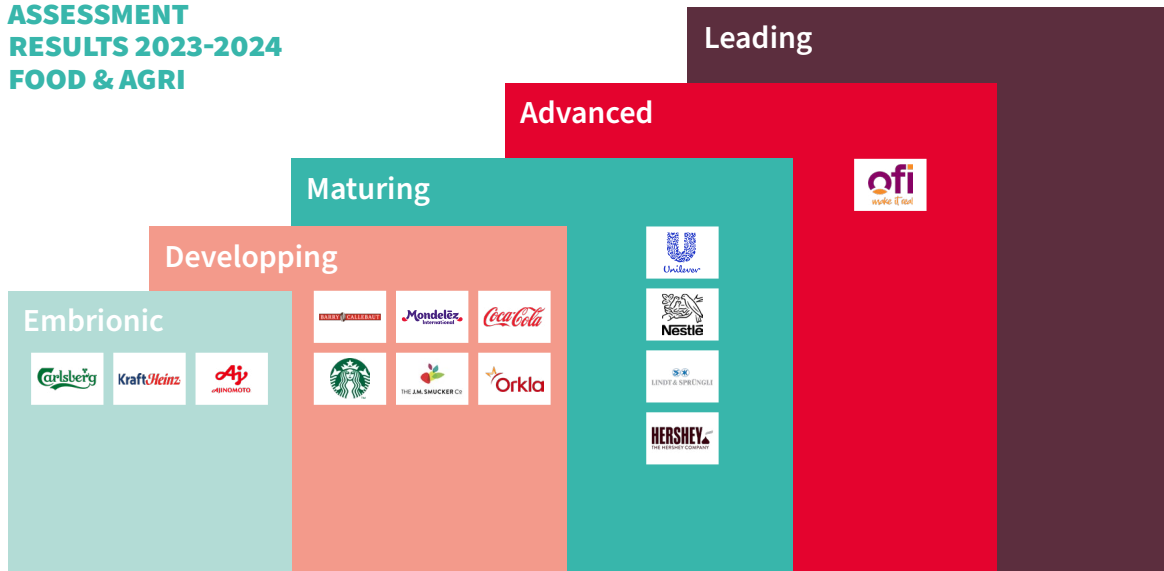 ASSESSMENT
RESULTS 2023-2024
FOOD & AGRI
Leading
Advanced
ofi
make it real
Maturing
Unilever
Nestlé
LINDT & SPRÜNGLI
HERSHEY
THE HERSHEY COMPANY
Developping
BARRY CALLEBAUT
Mondelēz
International
Coca-Cola
THE J.M. SMUCKER Co
Orkla
Embrionic
Carlsberg
KraftHeinz
Aj
AJINOMOTO